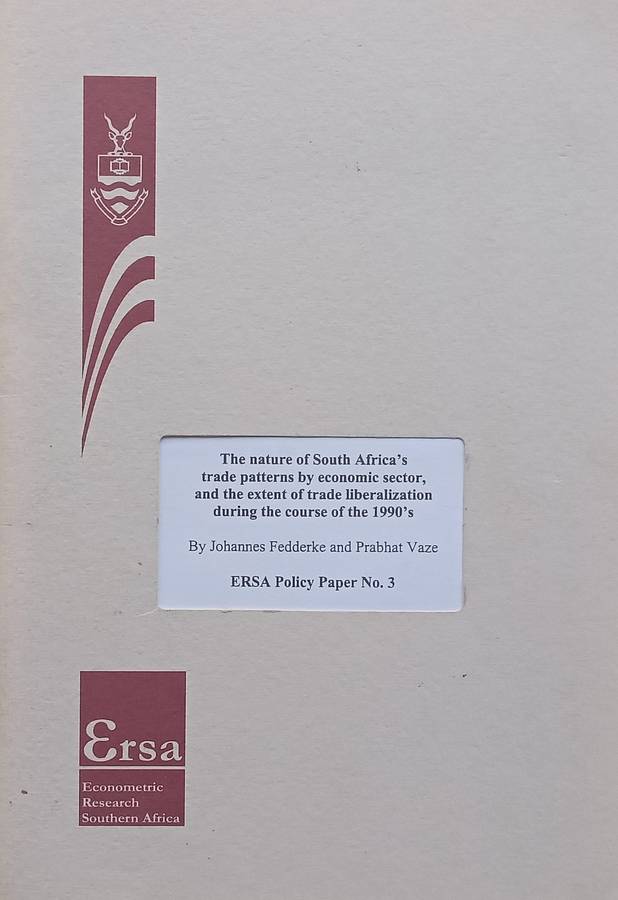 The nature of South Africa's
trade patterns by economic sector,
and the extent of trade liberalization
during the course of the 1990's
By Johannes Fedderke and Prabhat Vaze
ERSA Policy Paper No. 3
Ersa
Econometric
Research
Southern Africa